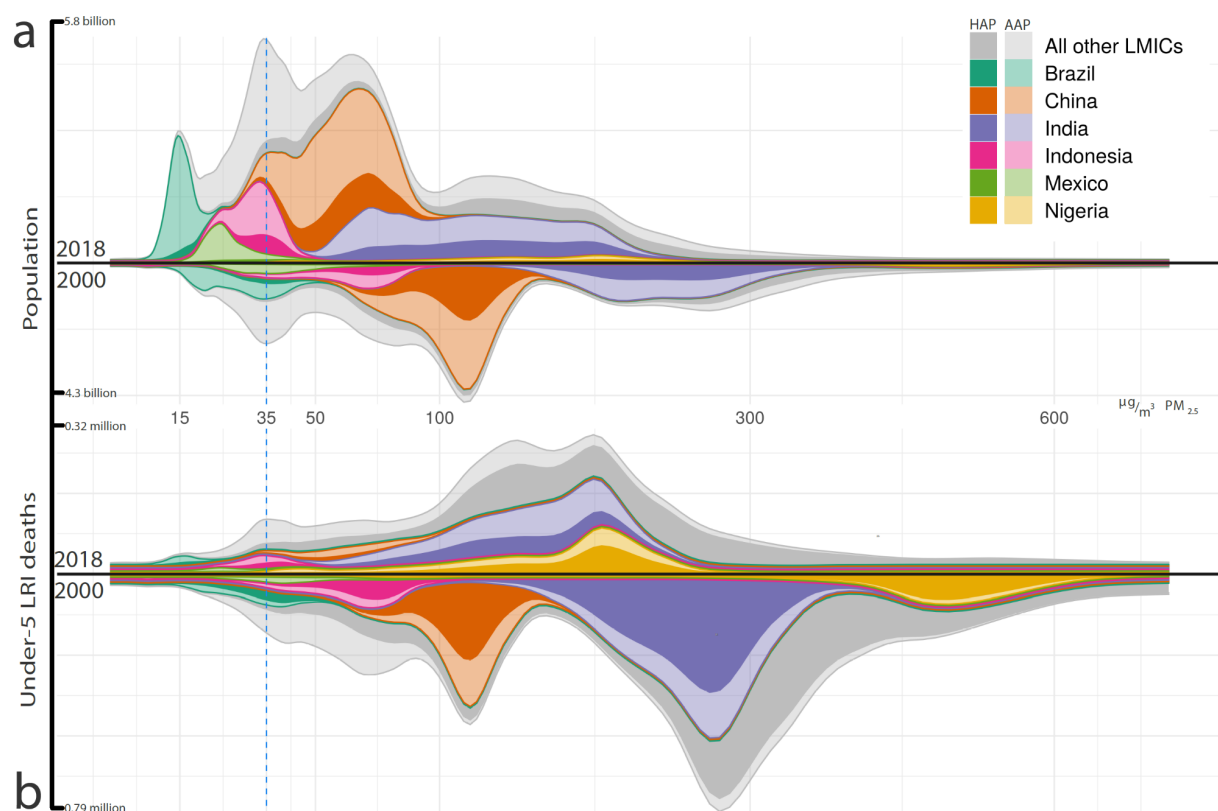 a
5.8 billion
HAP AAP
All other LMICs
Brazil
China
India
Indonesia
Mexico
Nigeria
Population
2018
2000
4.3 billion
15 35 50 100 300 600 µg/m³ PM 2.5
0.32 million
Under-5 LRI deaths
2018
2000
b
0.79 million